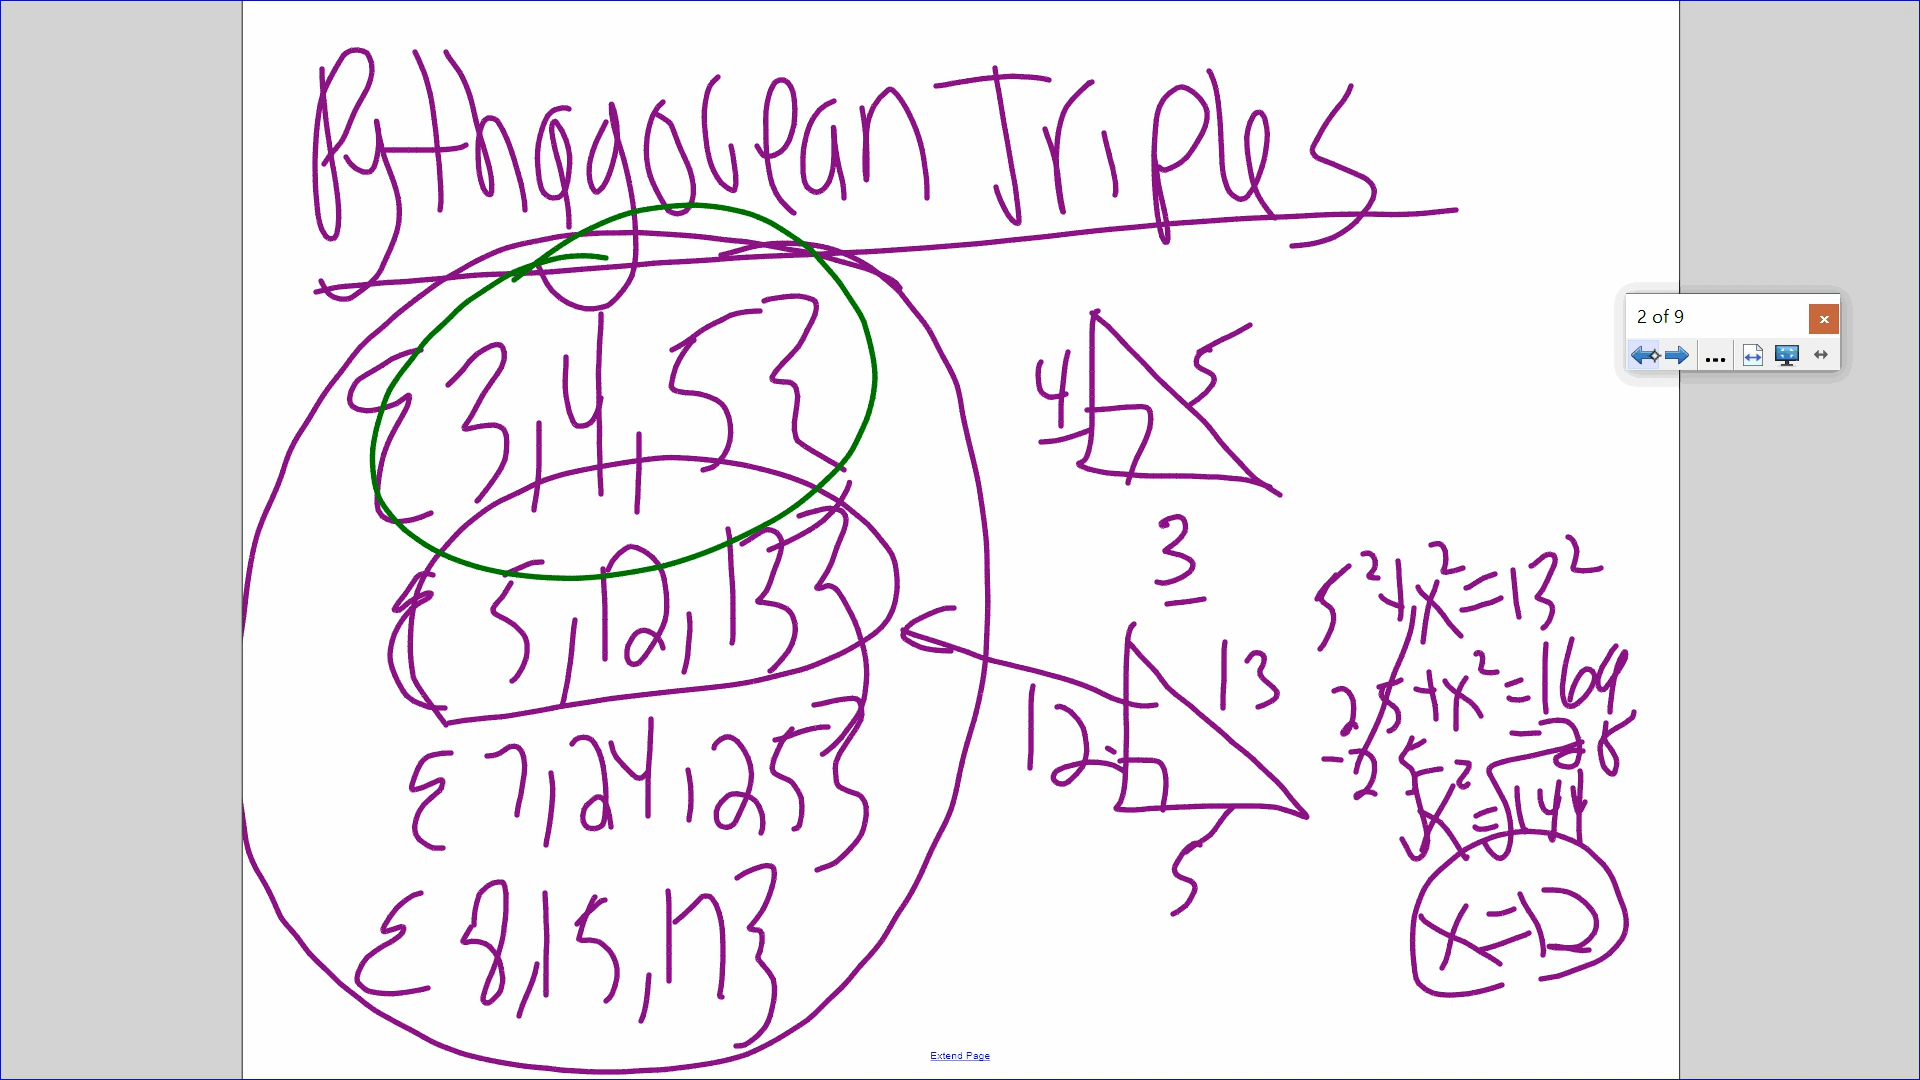 Pythagorean Triples
{3, 4, 5}
{5, 12, 13}
{7, 24, 25}
{8, 15, 17}
4
5
3
12
13
5
5²+x²=13²
25+x²=169
-25 = -25
x²=144
x=12
2 of 9
Extend Page